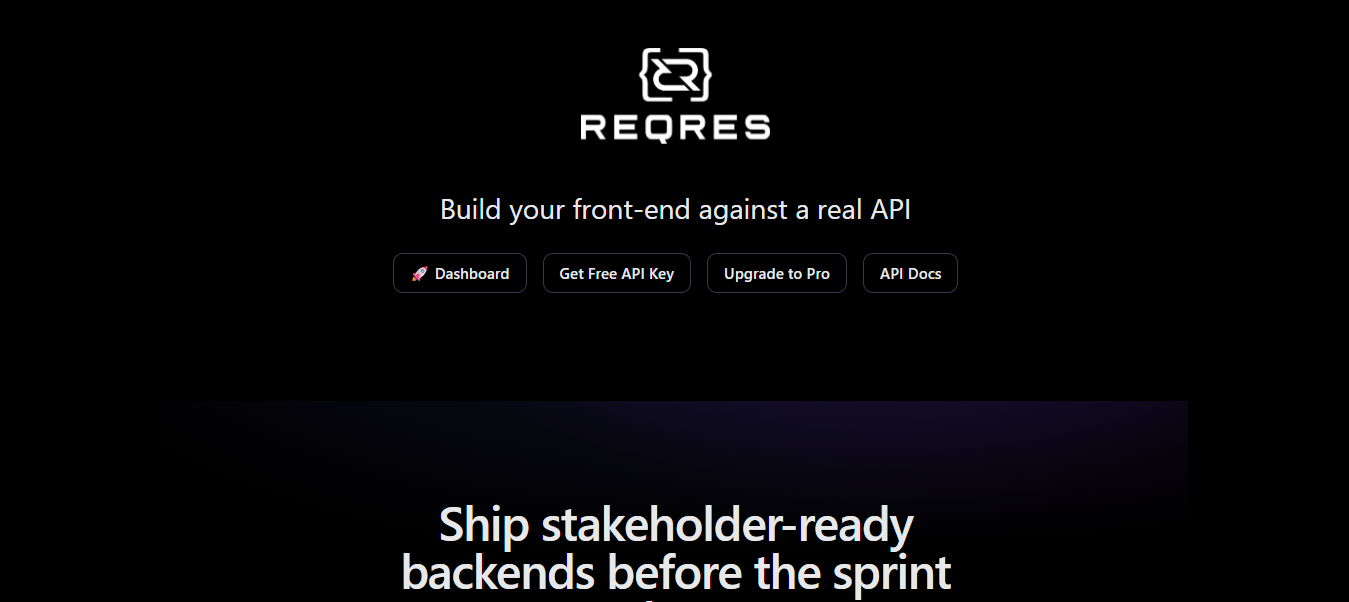 REQRES
Build your front-end against a real API
🚀 Dashboard
Get Free API Key
Upgrade to Pro
API Docs
Ship stakeholder-ready
backends before the sprint